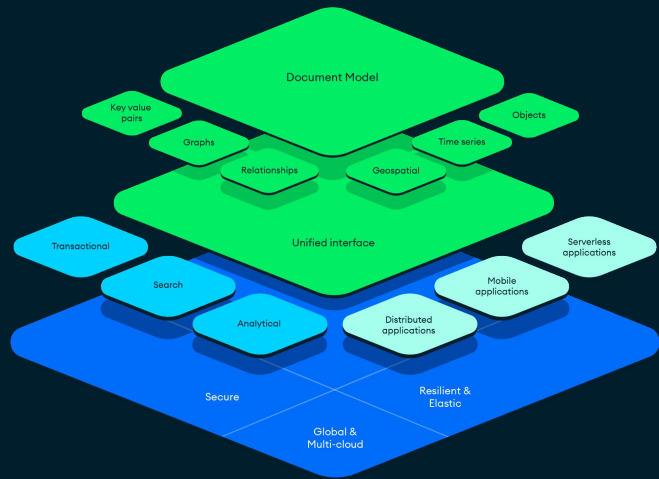 Document Model
Key value
pairs
Objects
Graphs
Time series
Relationships
Geospatial
Unified interface
Transactional
Serverless
applications
Search
Mobile
applications
Analytical
Distributed
applications
Secure
Resilient &
Elastic
Global &
Multi-cloud